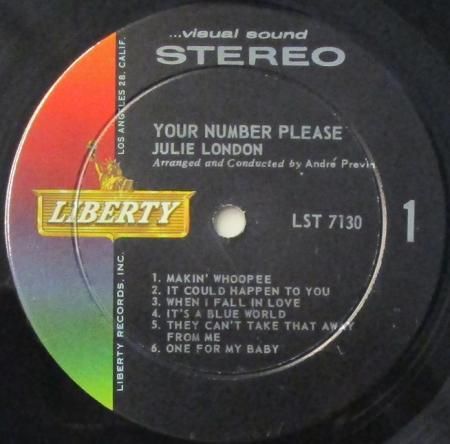 ...visual sound
STEREO
LOS ANGELES 28, CALIF.
YOUR NUMBER PLEASE
JULIE LONDON
Arranged and Conducted by André Previn
LIBERTY
LST 7130
1
1. MAKIN' WHOOPEE
2. IT COULD HAPPEN TO YOU
3. WHEN I FALL IN LOVE
4. IT'S A BLUE WORLD
5. THEY CAN'T TAKE THAT AWAY
FROM ME
6. ONE FOR MY BABY
LIBERTY RECORDS, INC.